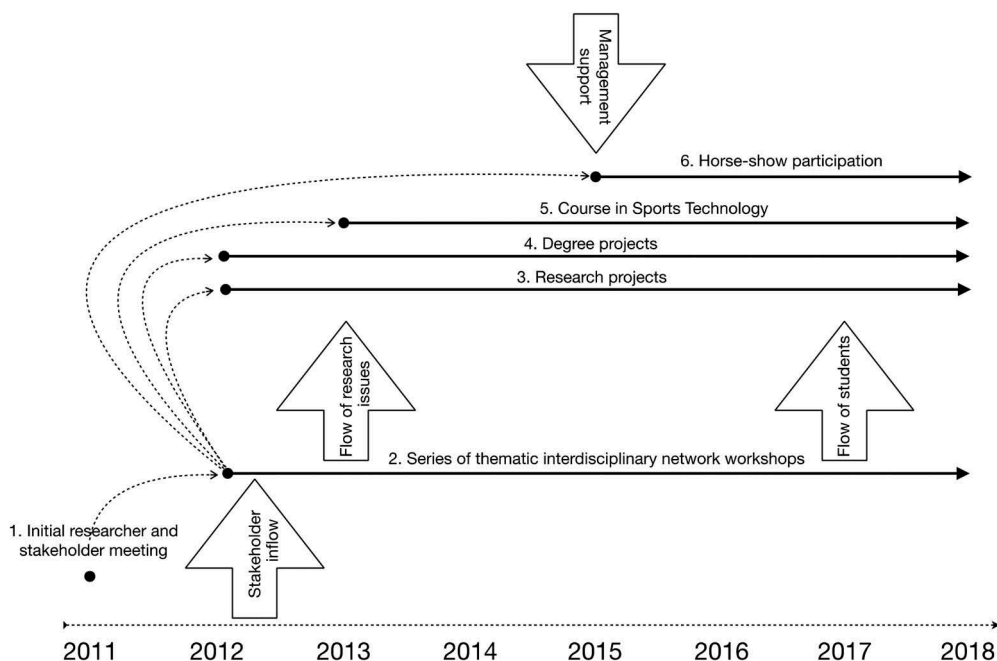 Management
support
6. Horse-show participation
5. Course in Sports Technology
4. Degree projects
3. Research projects
Flow of research
issues
Flow of students
2. Series of thematic interdisciplinary network workshops
1. Initial researcher and
stakeholder meeting
Stakeholder
inflow
2011 2012 2013 2014 2015 2016 2017 2018